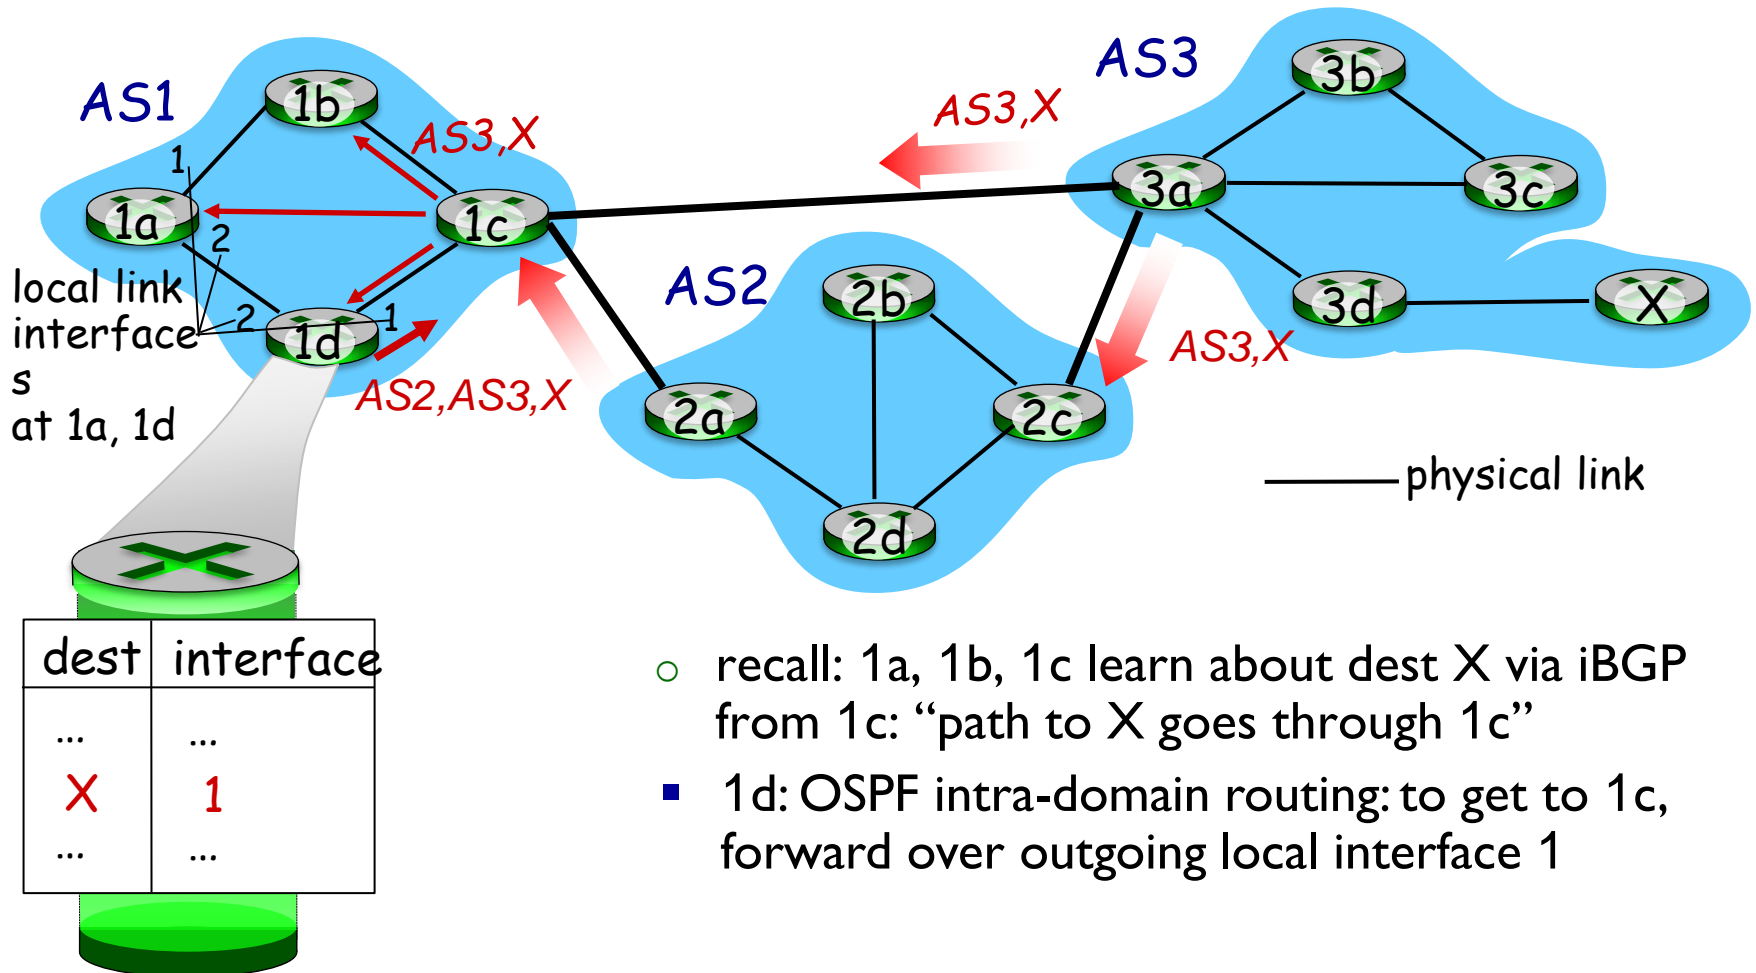 AS3
3b
AS1
1b
AS3,X
AS3,X
1
3a
3c
1a
1c
2
AS2
local link
2b
3d
X
interface
2
1
s
1d
AS3,X
AS2,AS3,X
at 1a, 1d
2a
2c
physical link
2d
dest interface
... ...
X 1
... ...
recall: 1a, 1b, 1c learn about dest X via iBGP
from 1c: “path to X goes through 1c”
1d: OSPF intra-domain routing: to get to 1c,
forward over outgoing local interface 1